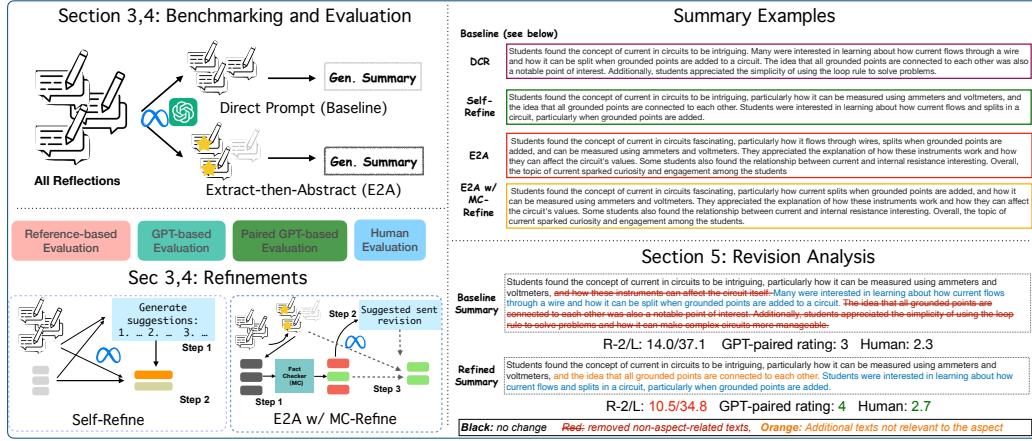 Section 3,4: Benchmarking and Evaluation
All Reflections
Direct Prompt (Baseline)
Gen. Summary
Extract-then-Abstract (E2A)
Gen. Summary
Reference-based
Evaluation
GPT-based
Evaluation
Paired GPT-based
Evaluation
Human
Evaluation
Sec 3,4: Refinements
Generate
suggestions:
1. … 2. … 3. …
Step 1
Step 2
Self-Refine
Step 2
Suggested sent
revision
Fact
Checker
(MC)
Step 1
Step 3
E2A w/ MC-Refine
Summary Examples
Baseline (see below)
DCR
Students found the concept of current in circuits to be intriguing. Many were interested in learning about how current flows through a wire
and how it can be split when grounded points are added to a circuit. The idea that all grounded points are connected to each other was also
a notable point of interest. Additionally, students appreciated the simplicity of using the loop rule to solve problems.
Self-
Refine
Students found the concept of current in circuits to be intriguing, particularly how it can be measured using ammeters and voltmeters, and
the idea that all grounded points are connected to each other. Students were interested in learning about how current flows and splits in a
circuit, particularly when grounded points are added.
E2A
Students found the concept of current in circuits fascinating, particularly how it flows through wires, splits when grounded points are
added, and can be measured using ammeters and voltmeters. They appreciated the explanation of how these instruments work and how
they can affect the circuit's values. Some students also found the relationship between current and internal resistance interesting. Overall,
the topic of current sparked curiosity and engagement among the students
E2A w/
MC-
Refine
Students found the concept of current in circuits fascinating, particularly how current splits when grounded points are added, and how it
can be measured using ammeters and voltmeters. They appreciated the explanation of how these instruments work and how they can affect
the circuit's values. Some students also found the relationship between current and internal resistance interesting. Overall, the topic of
current sparked curiosity and engagement among the students.
Section 5: Revision Analysis
Baseline
Summary
Students found the concept of current in circuits to be intriguing, particularly how it can be measured using ammeters and
voltmeters, and how these instruments can affect the circuit itself. Many were interested in learning about how current flows
through a wire and how it can be split when grounded points are added to a circuit. The idea that all grounded points are
connected to each other was also a notable point of interest. Additionally, students appreciated the simplicity of using the loop
rule to solve problems and how it can make complex circuits more manageable.
R-2/L: 14.0/37.1 GPT-paired rating: 3 Human: 2.3
Refined
Summary
Students found the concept of current in circuits to be intriguing, particularly how it can be measured using ammeters and
voltmeters, and the idea that all grounded points are connected to each other. Students were interested in learning about how
current flows and splits in a circuit, particularly when grounded points are added.
R-2/L: 10.5/34.8 GPT-paired rating: 4 Human: 2.7
Black: no change Red: removed non-aspect-related texts, Orange: Additional texts not relevant to the aspect